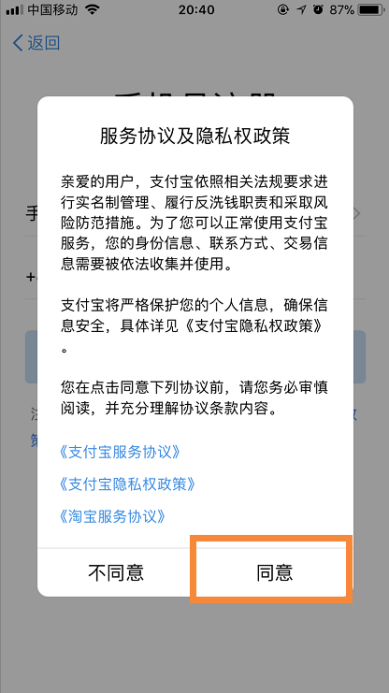 中国移动 20:40 87%
返回
手机号注册
服务协议及隐私权政策
亲爱的用户，支付宝依照相关法规要求进
行实名制管理、履行反洗钱职责和采取风
险防范措施。为了您可以正常使用支付宝
服务，您的身份信息、联系方式、交易信
息需要被依法收集并使用。
支付宝将严格保护您的个人信息，确保信
息安全，具体详见《支付宝隐私权政策》
。
您在点击同意下列协议前，请您务必审慎
阅读，并充分理解协议条款内容。
《支付宝服务协议》
《支付宝隐私权政策》
《淘宝服务协议》
不同意 同意